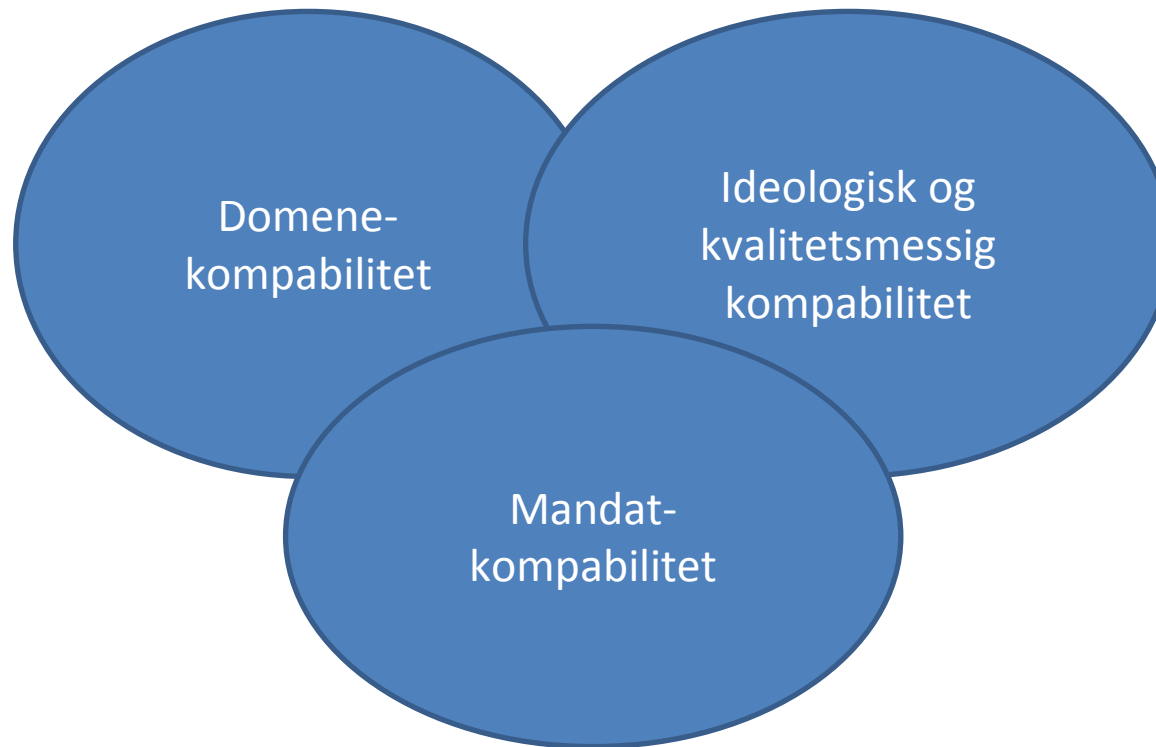 Domene-
kompabilitet
Ideologisk og
kvalitetsmessig
kompabilitet
Mandat-
kompabilitet